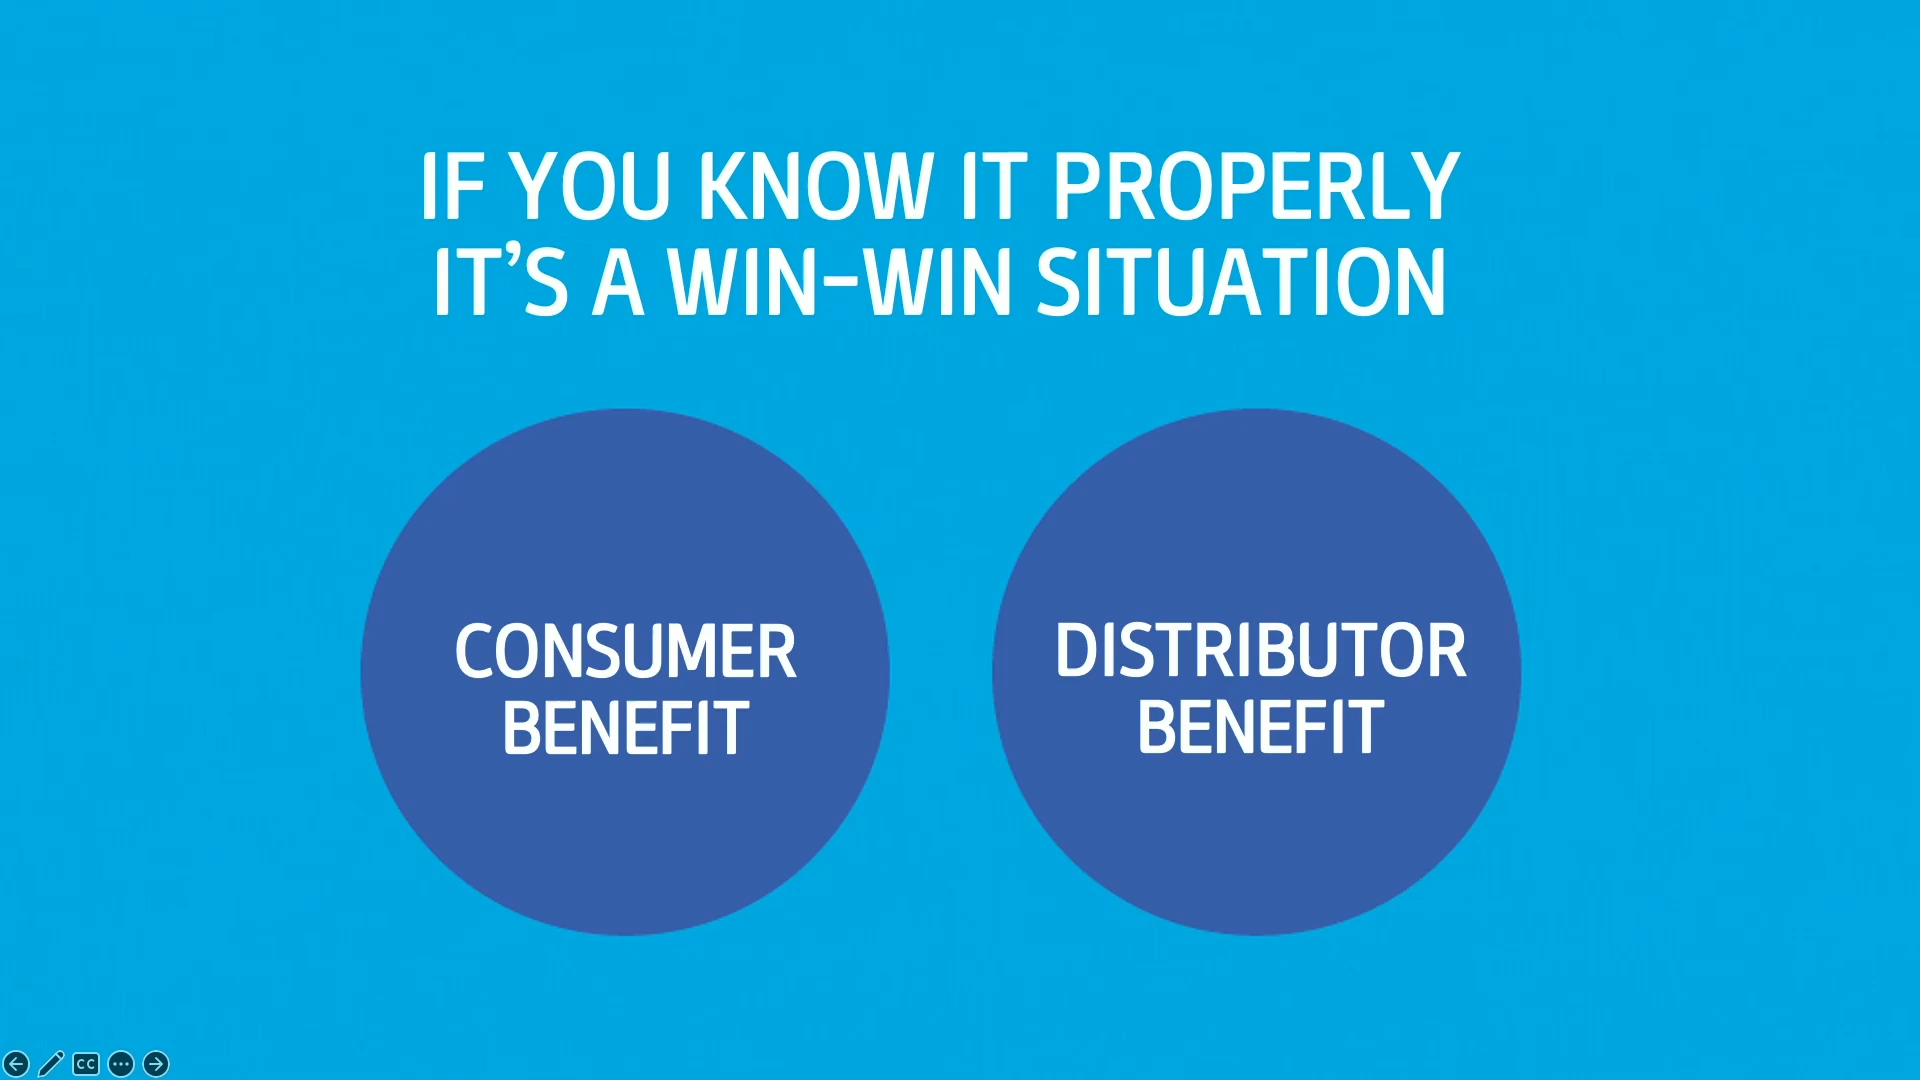 IF YOU KNOW IT PROPERLY
IT’S A WIN-WIN SITUATION
CONSUMER
BENEFIT
DISTRIBUTOR
BENEFIT
CC